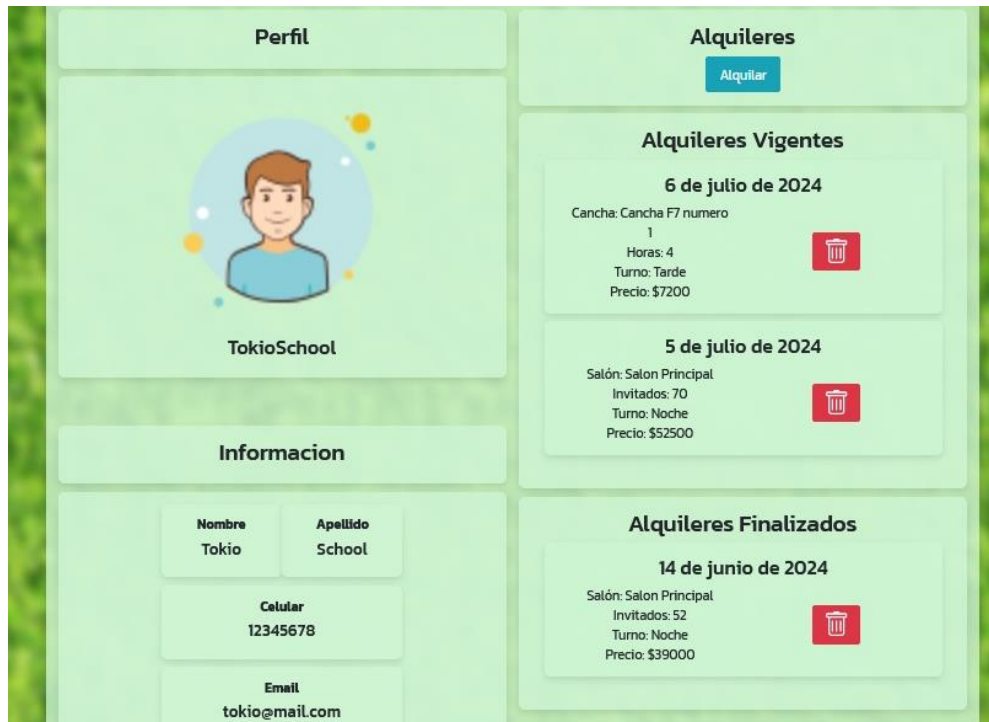 Perfil
TokioSchool
Informacion
Nombre
Tokio
Apellido
School
Celular
12345678
Email
tokio@mail.com
Alquileres
Alquilar
Alquileres Vigentes
6 de julio de 2024
Cancha: Cancha F7 numero
1
Horas: 4
Turno: Tarde
Precio: $7200
5 de julio de 2024
Salón: Salon Principal
Invitados: 70
Turno: Noche
Precio: $52500
Alquileres Finalizados
14 de junio de 2024
Salón: Salon Principal
Invitados: 52
Turno: Noche
Precio: $39000